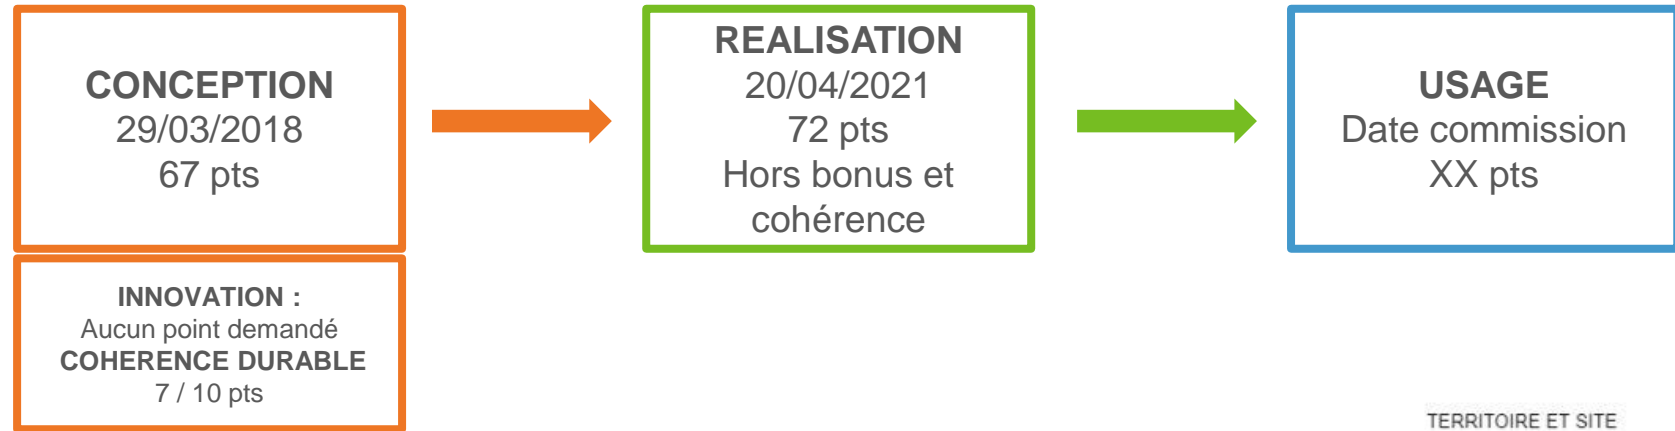 CONCEPTION
29/03/2018
67 pts
INNOVATION :
Aucun point demandé
COHERENCE DURABLE
7 / 10 pts
REALISATION
20/04/2021
72 pts
Hors bonus et
cohérence
USAGE
Date commission
XX pts
TERRITOIRE ET SITE